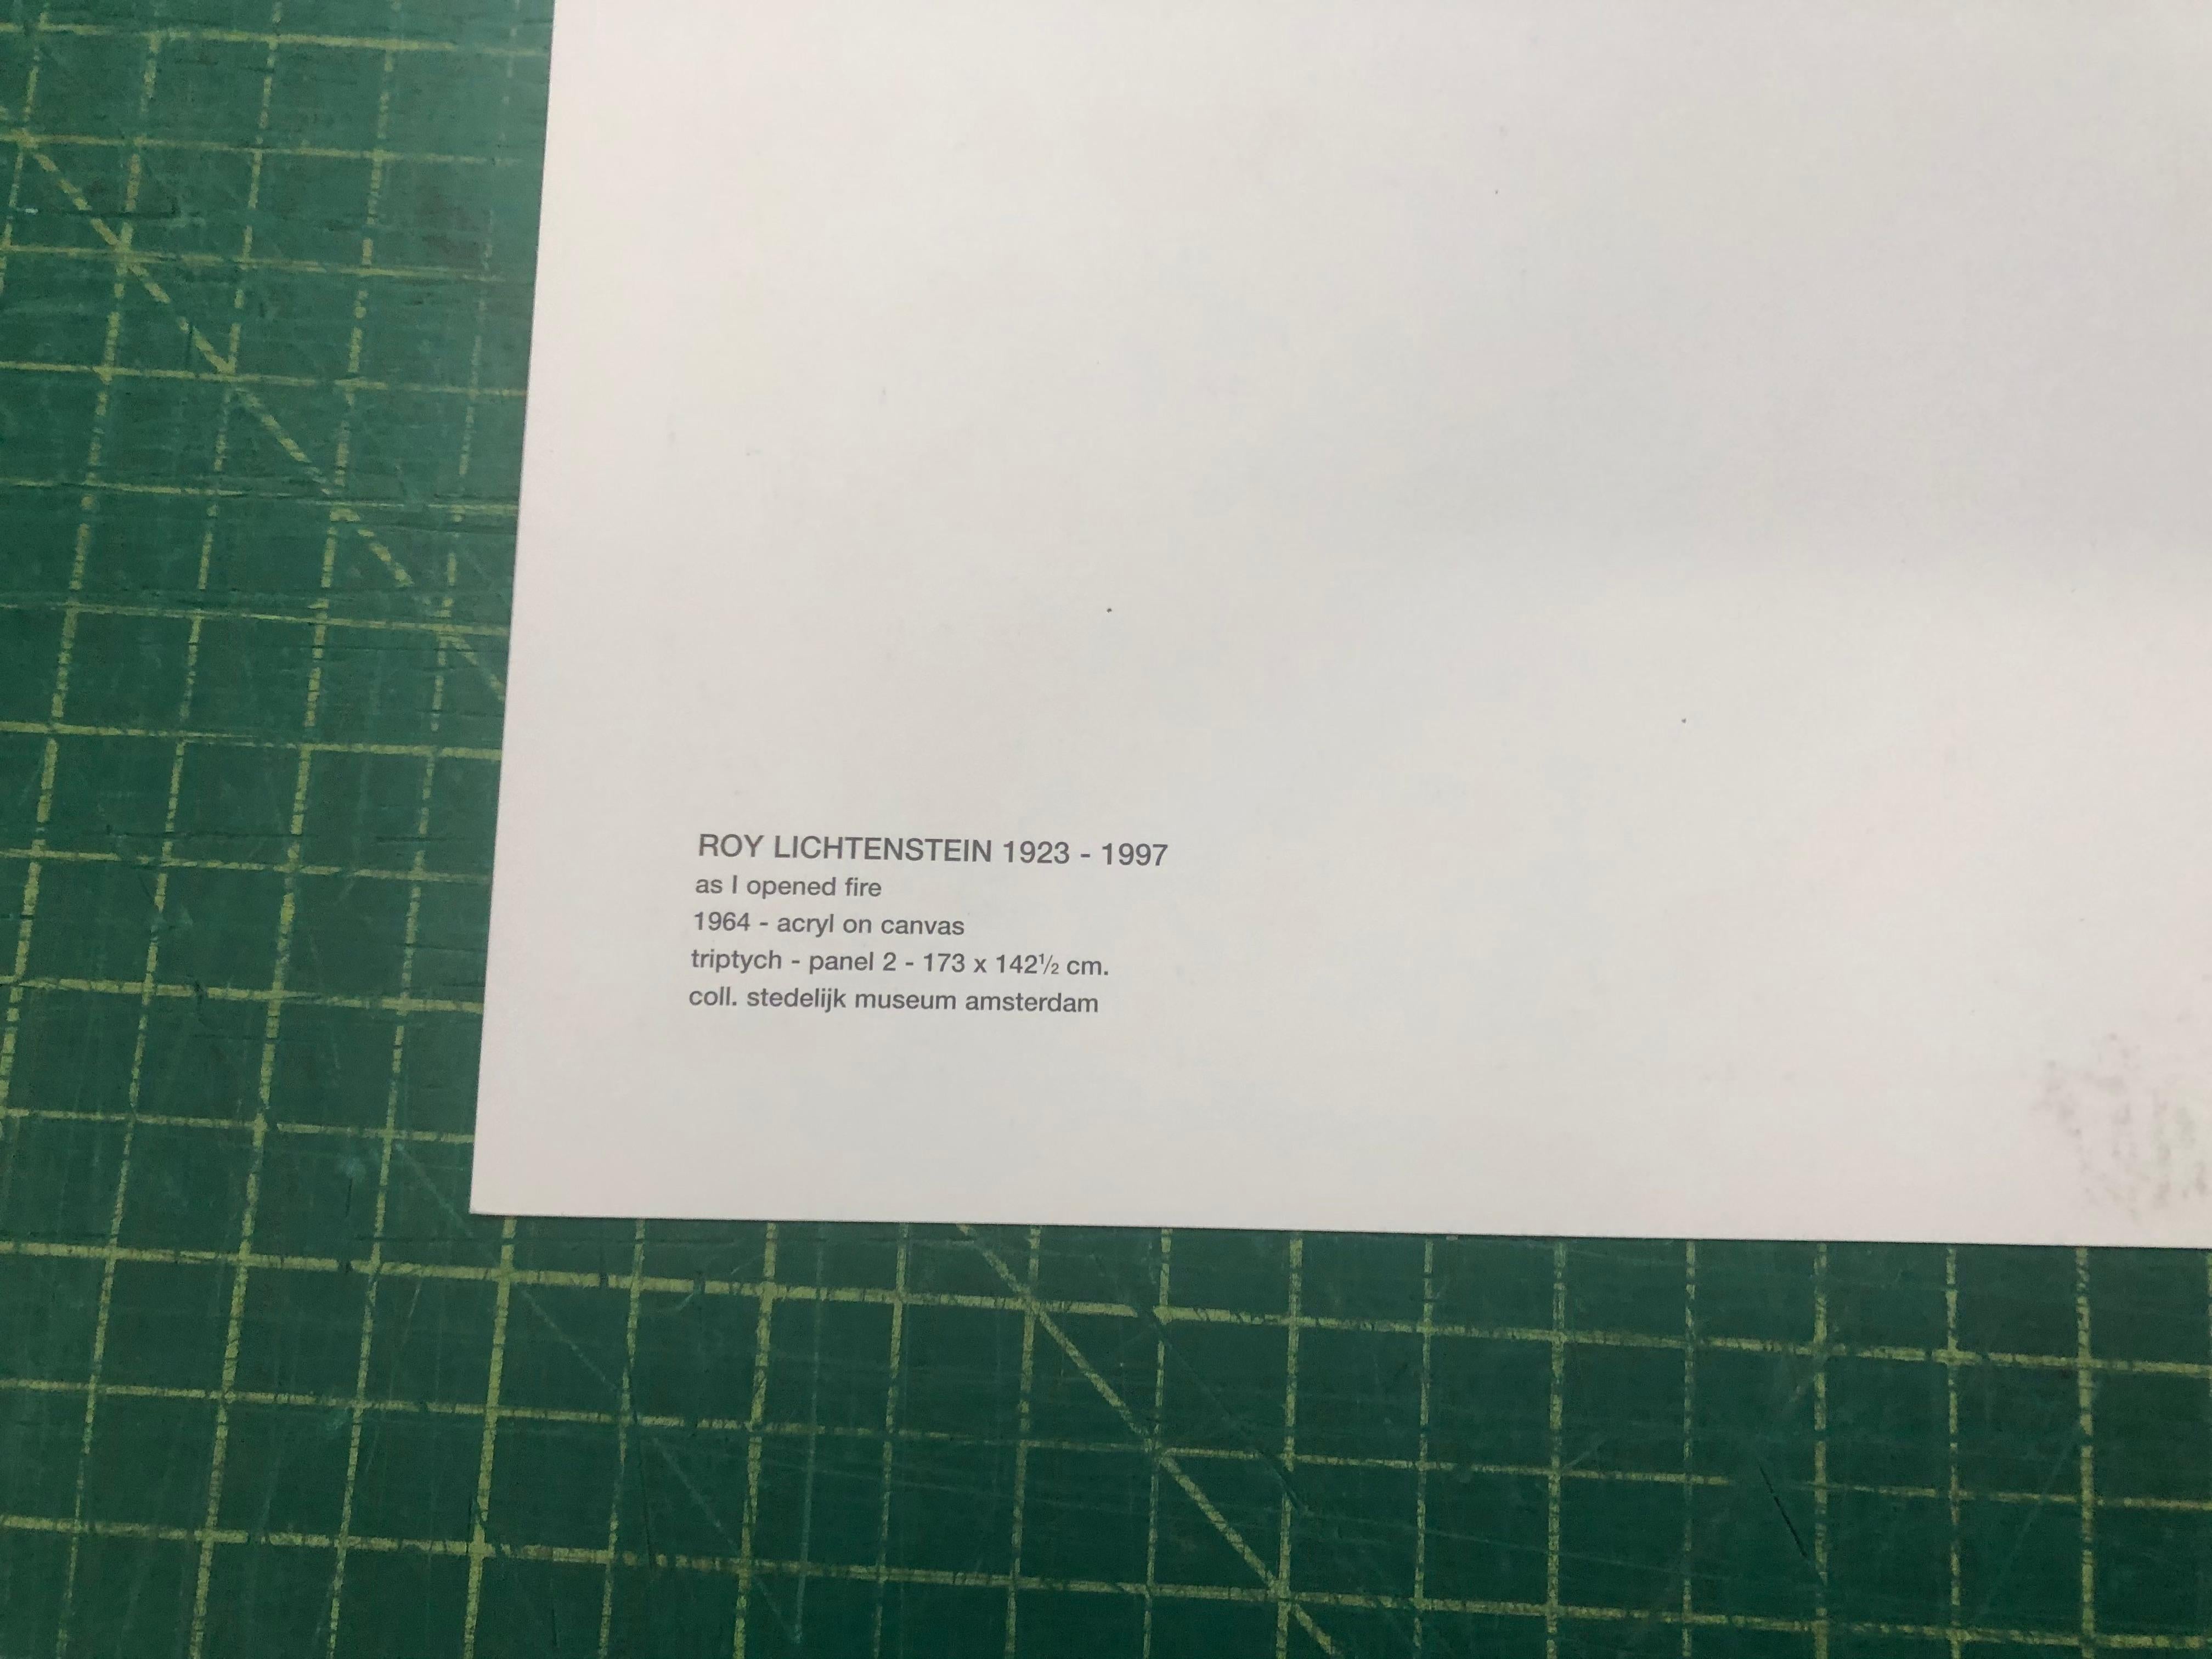 ROY LICHTENSTEIN 1923 - 1997
as I opened fire
1964 - acryl on canvas
triptych - panel 2 - 173 x 142½ cm.
coll. stedelijk museum amsterdam